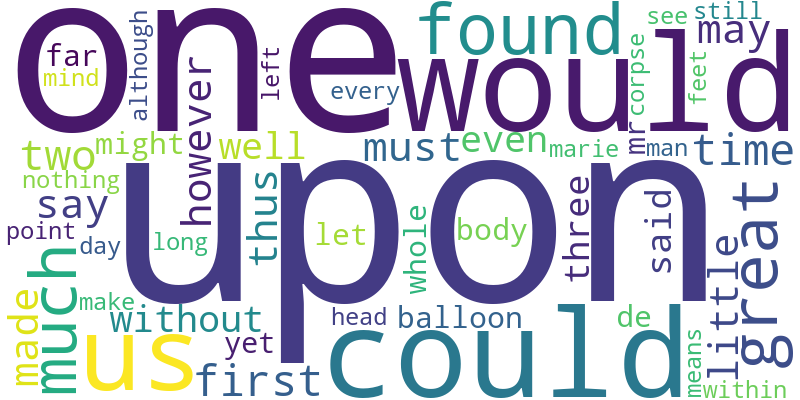 one
would
upon
could
us
found
much
great
two
first
must
time
may
say
even
well
might
however
thus
without
made
little
three
said
far
mind
although
left
every
see
still
corpse
feet
mr
man
marie
nothing
point
day
long
let
whole
body
make
head
balloon
de
yet
means
within